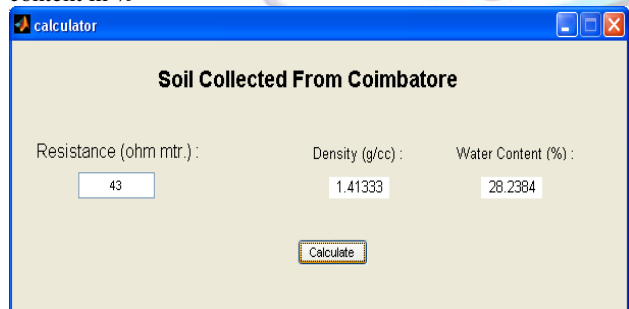 calculator
Soil Collected From Coimbatore
Resistance (ohm mtr.) : Density (g/cc) : Water Content (%) :
43 1.41333 28.2384
Calculate